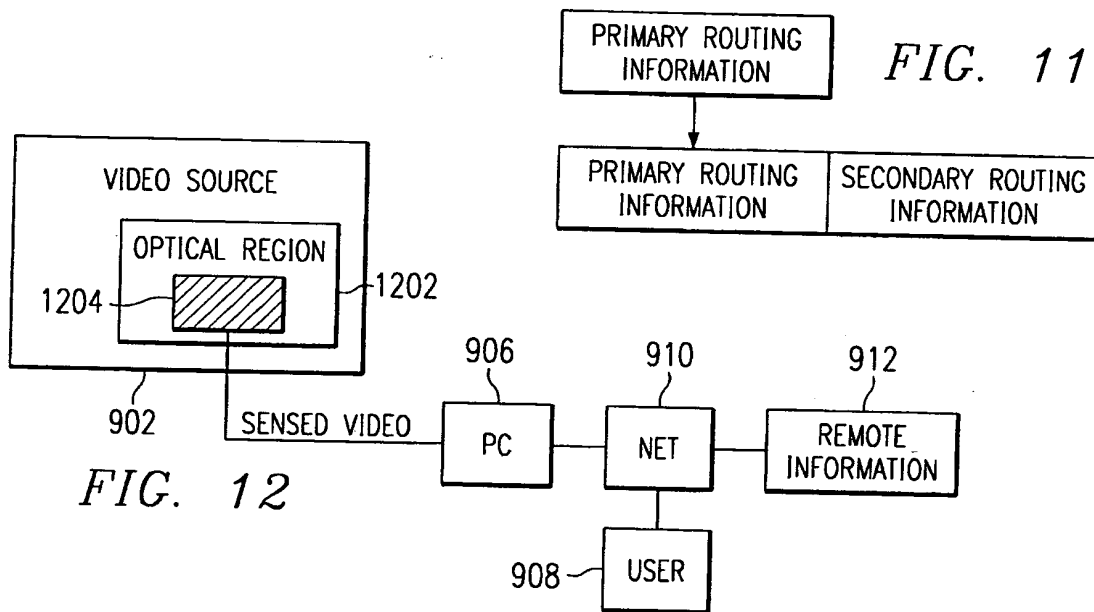 PRIMARY ROUTING
INFORMATION
FIG. 11
PRIMARY ROUTING
INFORMATION
SECONDARY ROUTING
INFORMATION
VIDEO SOURCE
OPTICAL REGION
1204
1202
902
SENSED VIDEO
906
PC
910
NET
912
REMOTE
INFORMATION
908
USER
FIG. 12